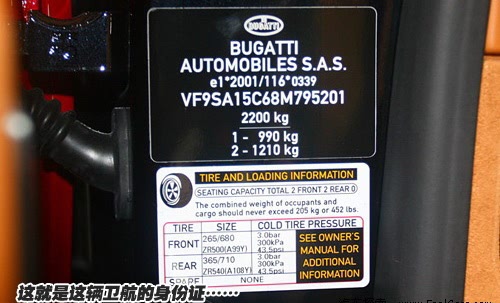 BUGATTI
BUGATTI
AUTOMOBILES S.A.S.
e1*2001/116*0339
VF9SA15C68M795201
2200 kg
1 - 990 kg
2 - 1210 kg
TIRE AND LOADING INFORMATION
SEATING CAPACITY TOTAL 2 FRONT 2 REAR 0
The combined weight of occupants and
cargo should never exceed 205 kg or 452 lbs.
TIRE SIZE COLD TIRE PRESSURE
FRONT 265/680 ZR500(A99Y) 3.0bar 300kPa 43.5psi
REAR 365/710 ZR540(A108Y) 3.0bar 300kPa 43.5psi
SPARE NONE
SEE OWNER'S
MANUAL FOR
ADDITIONAL
INFORMATION
这就是这辆卫航的身份证……